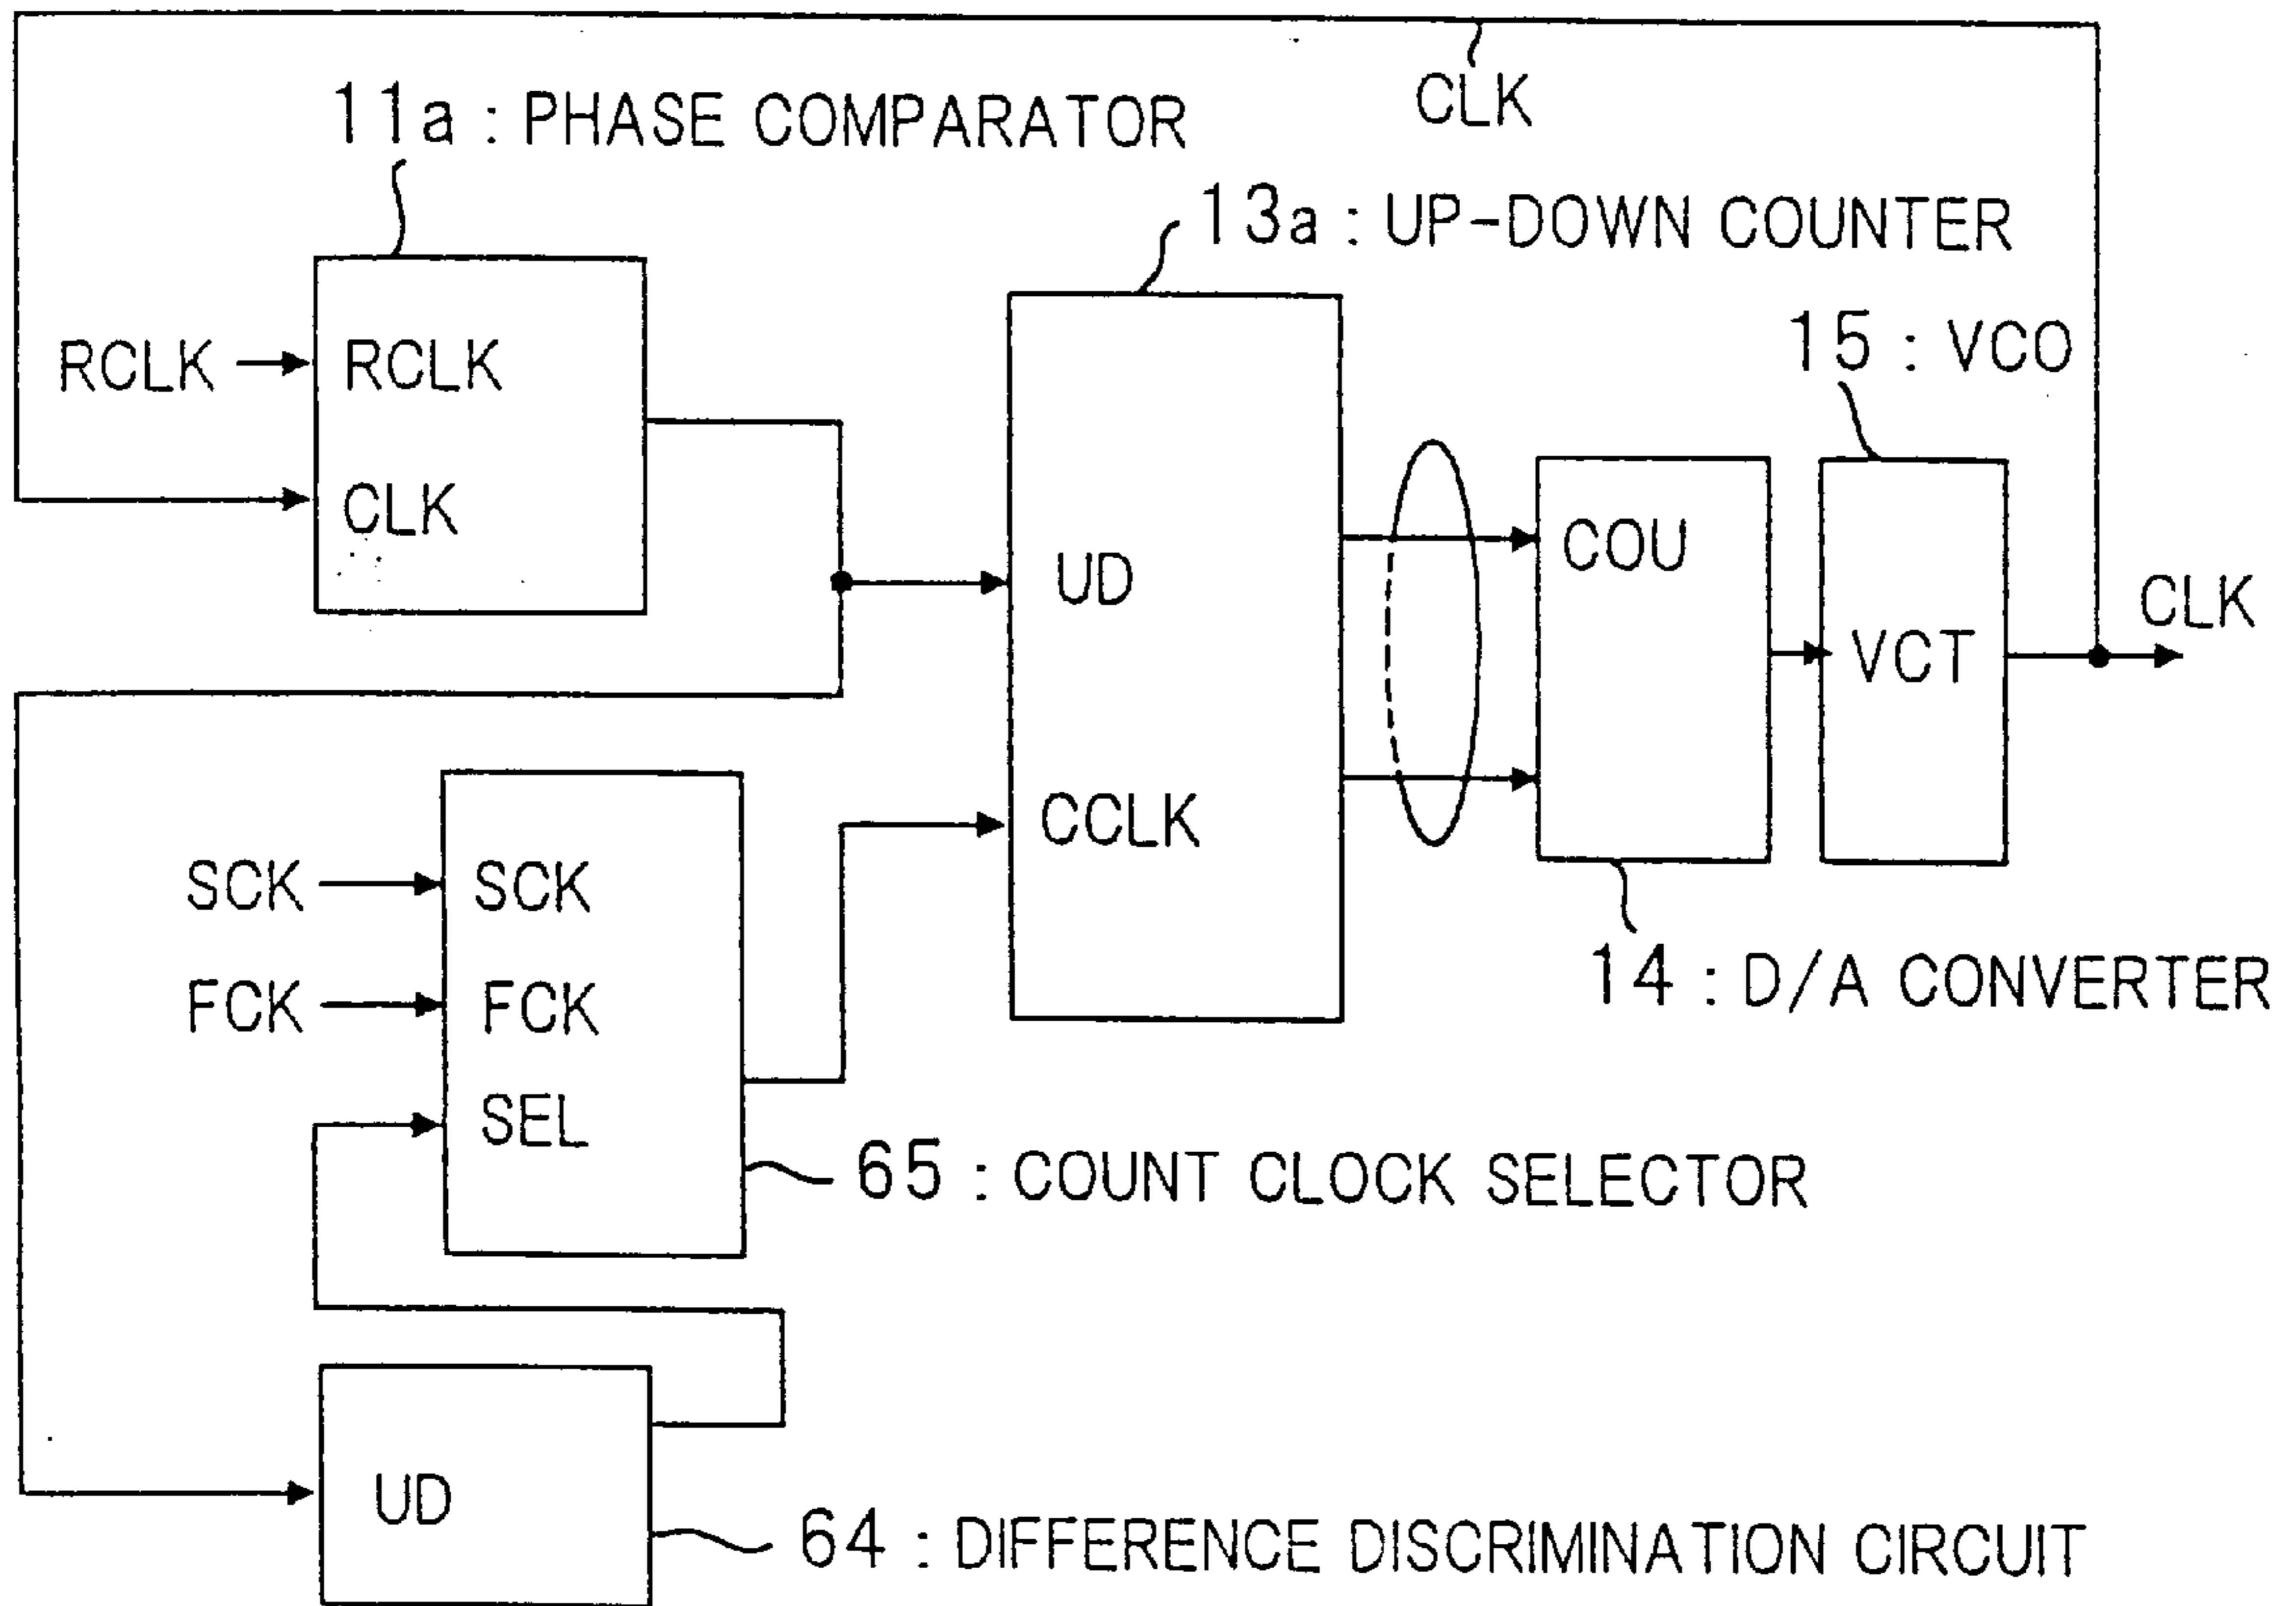 CLK
11a : PHASE COMPARATOR
13a : UP-DOWN COUNTER
15 : VCO
RCLK
RCLK
CLK
UD
COU
VCT
CLK
CCLK
SCK
SCK
FCK
FCK
SEL
14 : D/A CONVERTER
65 : COUNT CLOCK SELECTOR
UD
64 : DIFFERENCE DISCRIMINATION CIRCUIT